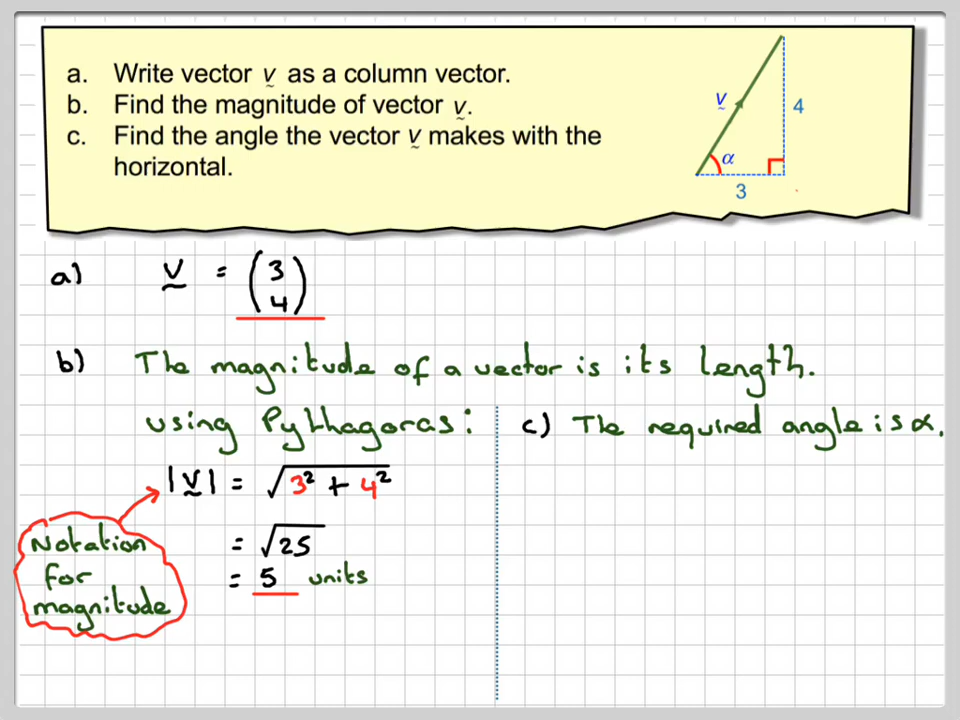 a. Write vector v as a column vector.
b. Find the magnitude of vector v.
c. Find the angle the vector v makes with the
horizontal.
v
4
α
3
a) v = (3
4)
b) The magnitude of a vector is its length.
using Pythagoras:
|v| = √3² + 4²
= √25
= 5 units
Notation
for
magnitude
c) The required angle is α.